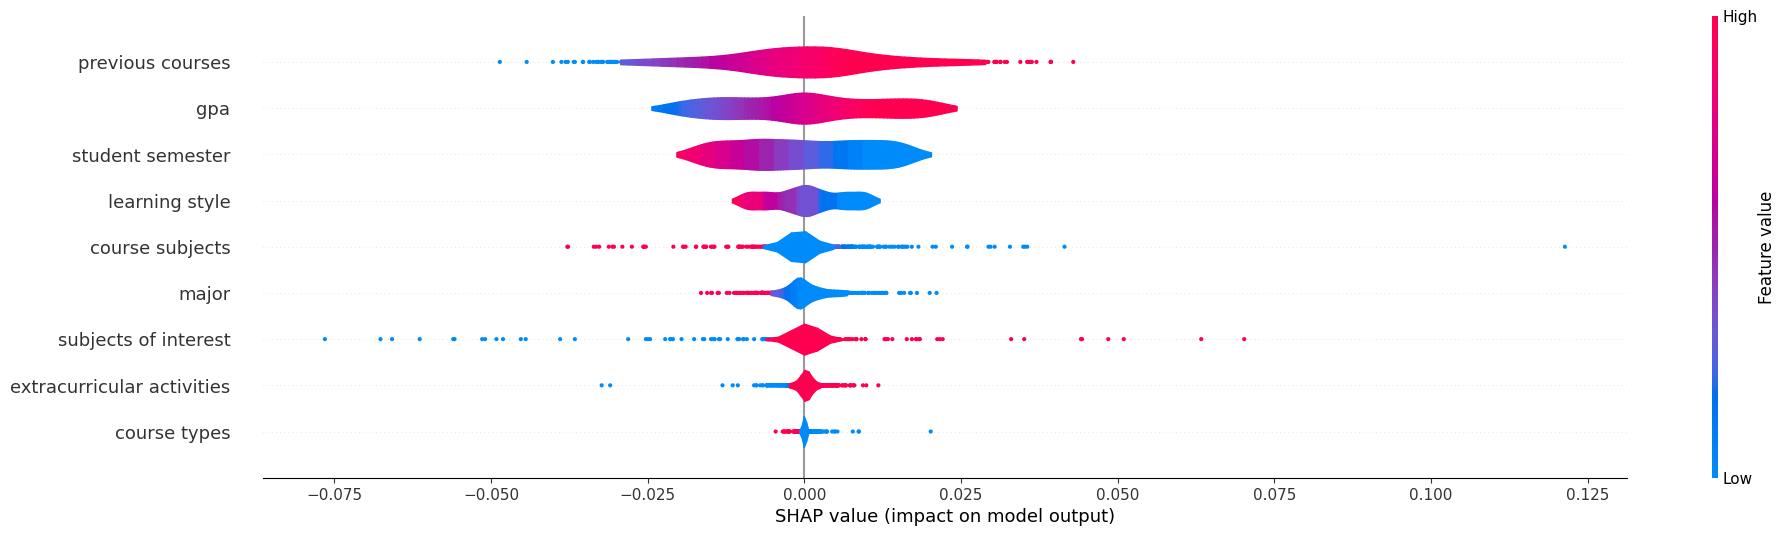 previous courses
gpa
student semester
learning style
course subjects
major
subjects of interest
extracurricular activities
course types
−0.075 −0.050 −0.025 0.000 0.025 0.050 0.075 0.100 0.125
SHAP value (impact on model output)
High
Feature value
Low